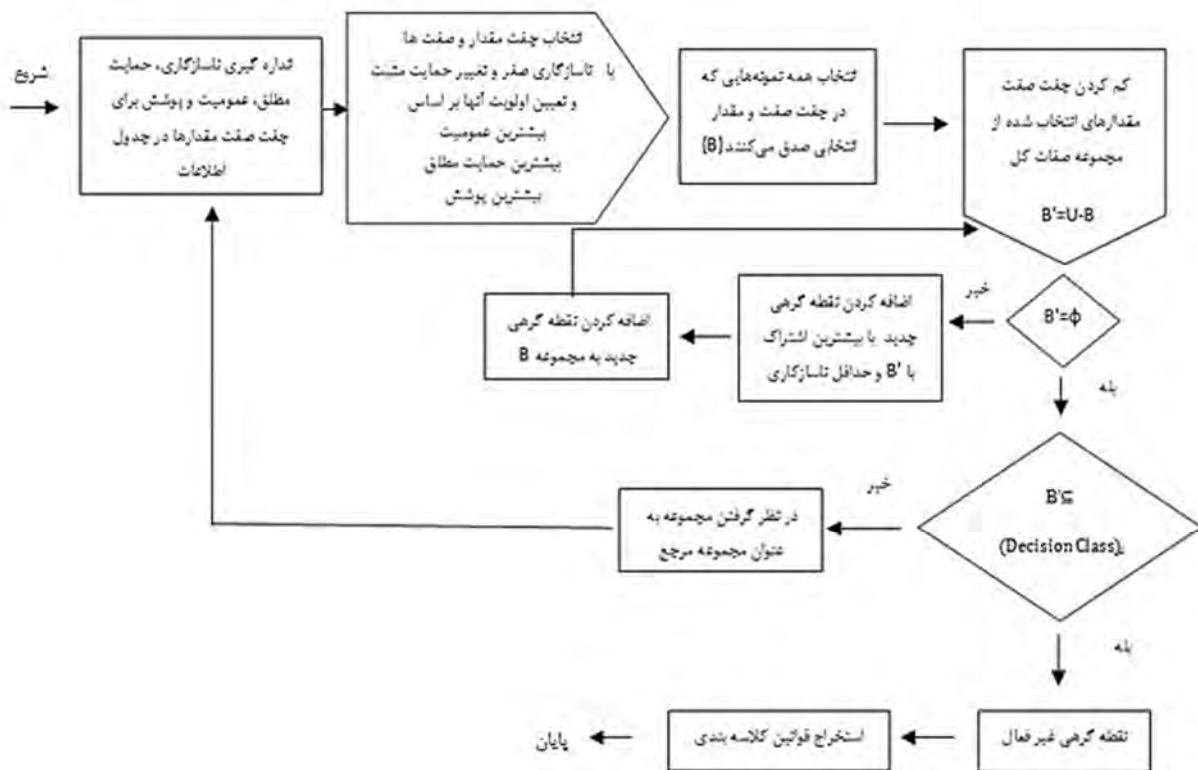 شروع
اندازه گیری ناسازگاری، حمایت
مطلق، عمومیت و پوشش برای
جفت صفت مقدارها در جدول
اطلاعات
انتخاب جفت مقدار و صفت ها
با ناسازگاری صفر و تغییر حمایت مثبت
و تعیین اولویت آنها بر اساس
بیشترین عمومیت
بیشترین حمایت مطلق
بیشترین پوشش
انتخاب همه نمونه‌هایی که
در جفت صفت و مقدار
انتخابی صدق می‌کنند (B)
کم کردن جفت صفت
مقدارهای انتخاب شده از
مجموعه صفات کل
B'=U-B
B'=ϕ
خیر
اضافه کردن نقطه گرهی
جدید با بیشترین اشتراک
با B' و حداقل ناسازگاری
اضافه کردن نقطه گرهی
جدید به مجموعه B
بله
B'⊆
(Decision Class)ᵢ
خیر
در نظر گرفتن مجموعه به
عنوان مجموعه مرجع
بله
نقطه گرهی غیر فعال
استخراج قوانین کلاسه بندی
پایان